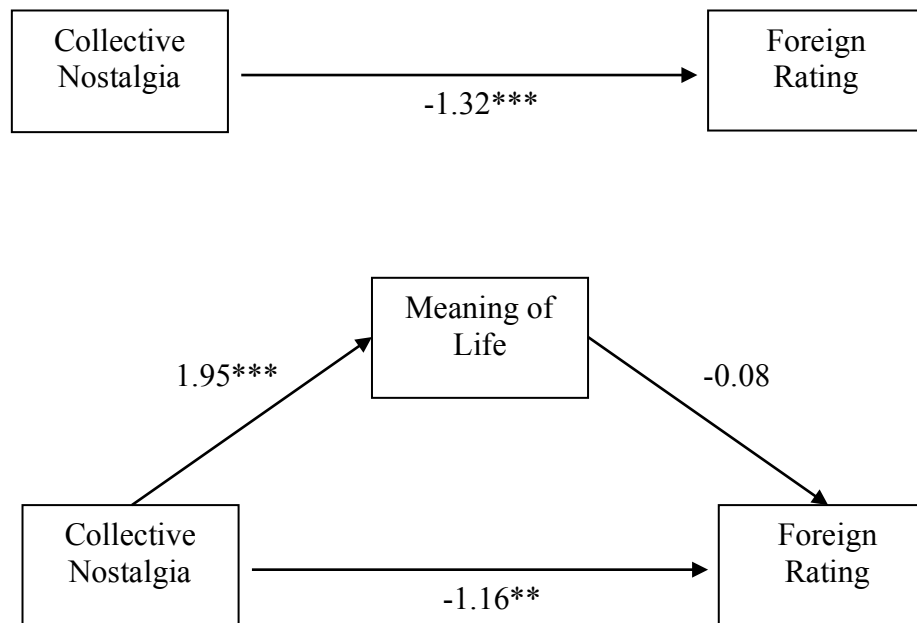 Collective
Nostalgia
Foreign
Rating
-1.32***
Meaning of
Life
1.95***
-0.08
Collective
Nostalgia
Foreign
Rating
-1.16**